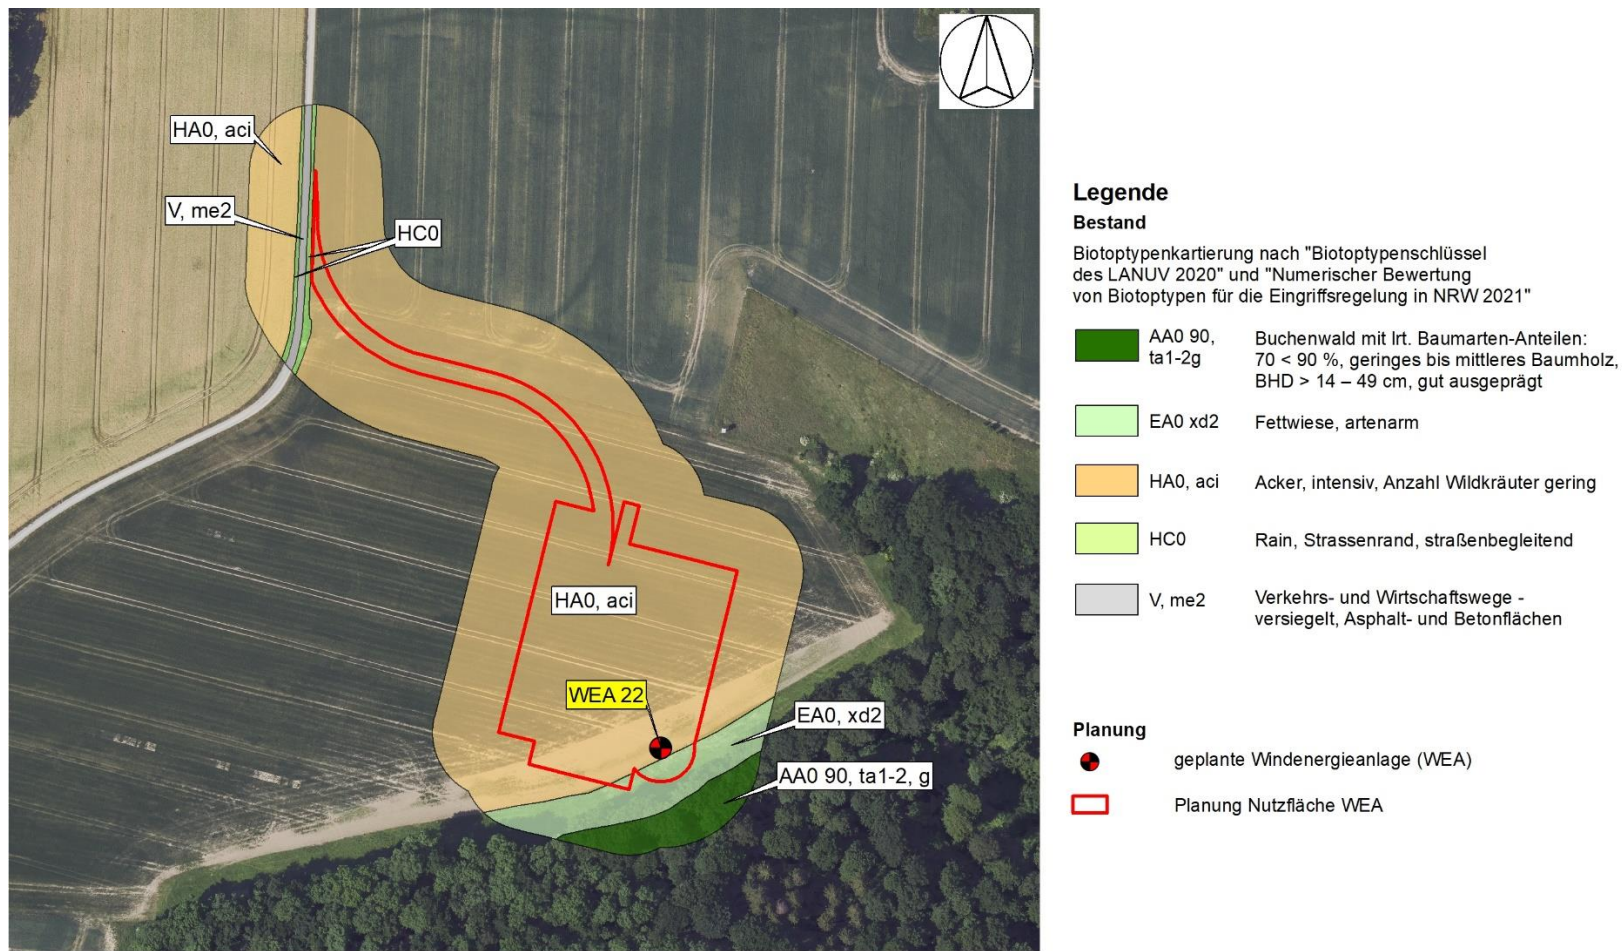 HA0, aci
V, me2
HC0
HA0, aci
WEA 22
EA0, xd2
AA0 90, ta1-2, g
Legende
Bestand
Biotoptypenkartierung nach "Biotoptypenschlüssel
des LANUV 2020" und "Numerischer Bewertung
von Biotoptypen für die Eingriffsregelung in NRW 2021"
AA0 90,
ta1-2g
Buchenwald mit lrt. Baumarten-Anteilen:
70 < 90 %, geringes bis mittleres Baumholz,
BHD > 14 – 49 cm, gut ausgeprägt
EA0 xd2
Fettwiese, artenarm
HA0, aci
Acker, intensiv, Anzahl Wildkräuter gering
HC0
Rain, Strassenrand, straßenbegleitend
V, me2
Verkehrs- und Wirtschaftswege -
versiegelt, Asphalt- und Betonflächen
Planung
geplante Windenergieanlage (WEA)
Planung Nutzfläche WEA